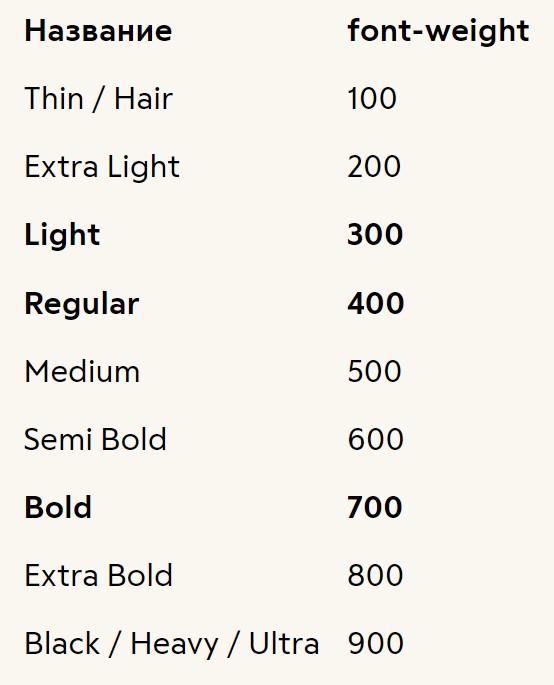 Название font-weight
Thin / Hair 100
Extra Light 200
Light 300
Regular 400
Medium 500
Semi Bold 600
Bold 700
Extra Bold 800
Black / Heavy / Ultra 900